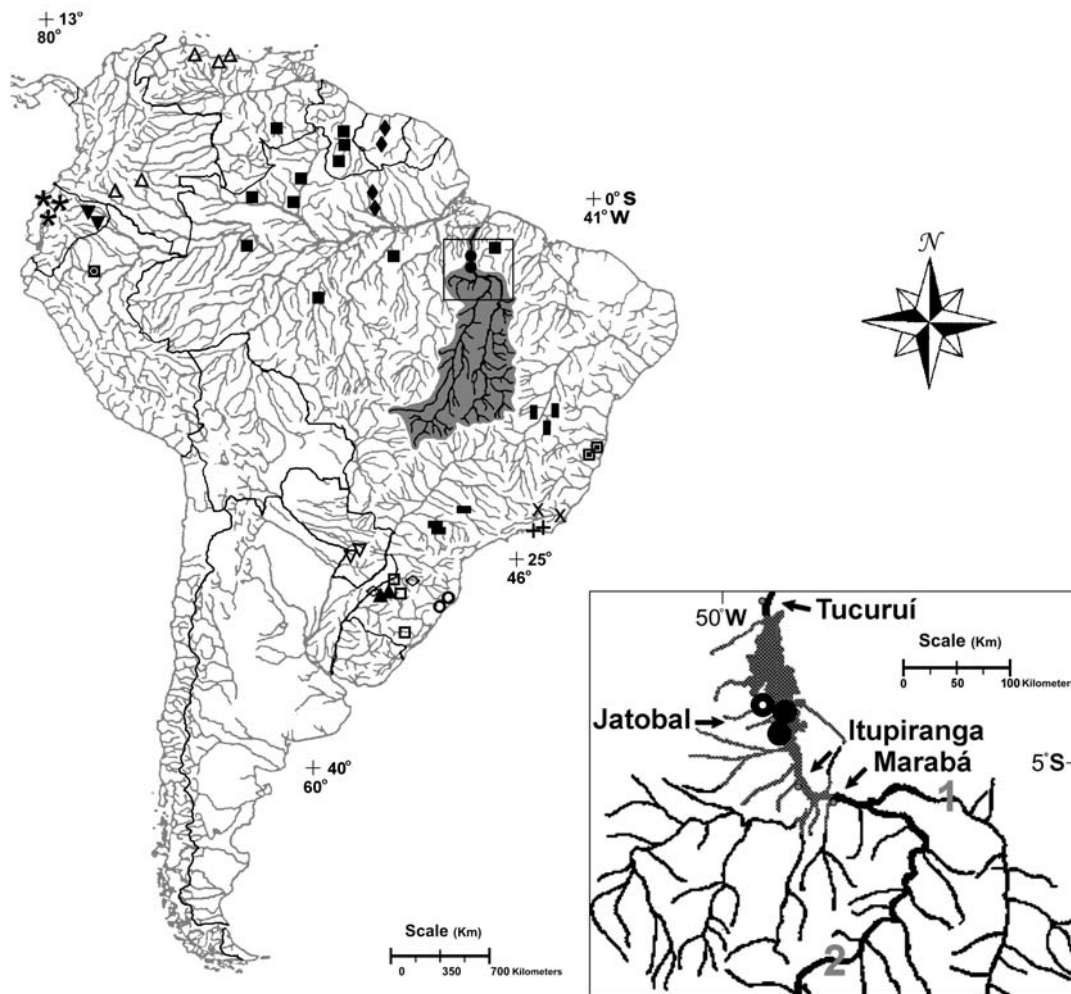 + 13°
80°
+ 0° S
41° W
N
+ 25°
46°
+ 40°
60°
Scale (Km)
0 350 700 Kilometers
50°W
Tucuruí
Scale (Km)
0 50 100 Kilometers
Jatobal
Itupiranga
Marabá
5°S
1
2